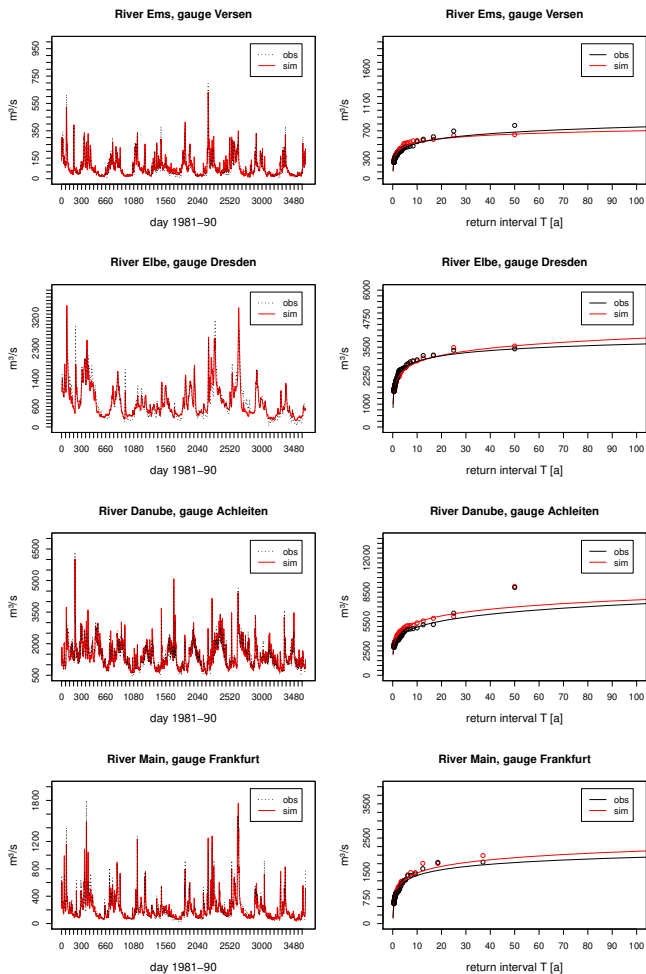 River Ems, gauge Versen
River Ems, gauge Versen
m³/s
0 150 350 550 750 950
obs
sim
0 300 660 1080 1560 2040 2520 3000 3480
day 1981−90
m³/s
0 300 700 1100 1600
obs
sim
0 10 20 30 40 50 60 70 80 90 100
return interval T [a]
River Elbe, gauge Dresden
River Elbe, gauge Dresden
m³/s
0 600 1400 2200 3200
obs
sim
0 300 660 1080 1560 2040 2520 3000 3480
day 1981−90
m³/s
0 1000 2250 3500 4750 6000
obs
sim
0 10 20 30 40 50 60 70 80 90 100
return interval T [a]
River Danube, gauge Achleiten
River Danube, gauge Achleiten
m³/s
500 2000 3500 5000 6500
obs
sim
0 300 660 1080 1560 2040 2520 3000 3480
day 1981−90
m³/s
0 2500 5500 8500 12000
obs
sim
0 10 20 30 40 50 60 70 80 90 100
return interval T [a]
River Main, gauge Frankfurt
River Main, gauge Frankfurt
m³/s
0 400 800 1200 1800
obs
sim
0 300 660 1080 1560 2040 2520 3000 3480
day 1981−90
m³/s
0 750 1500 2500 3500
obs
sim
0 10 20 30 40 50 60 70 80 90 100
return interval T [a]